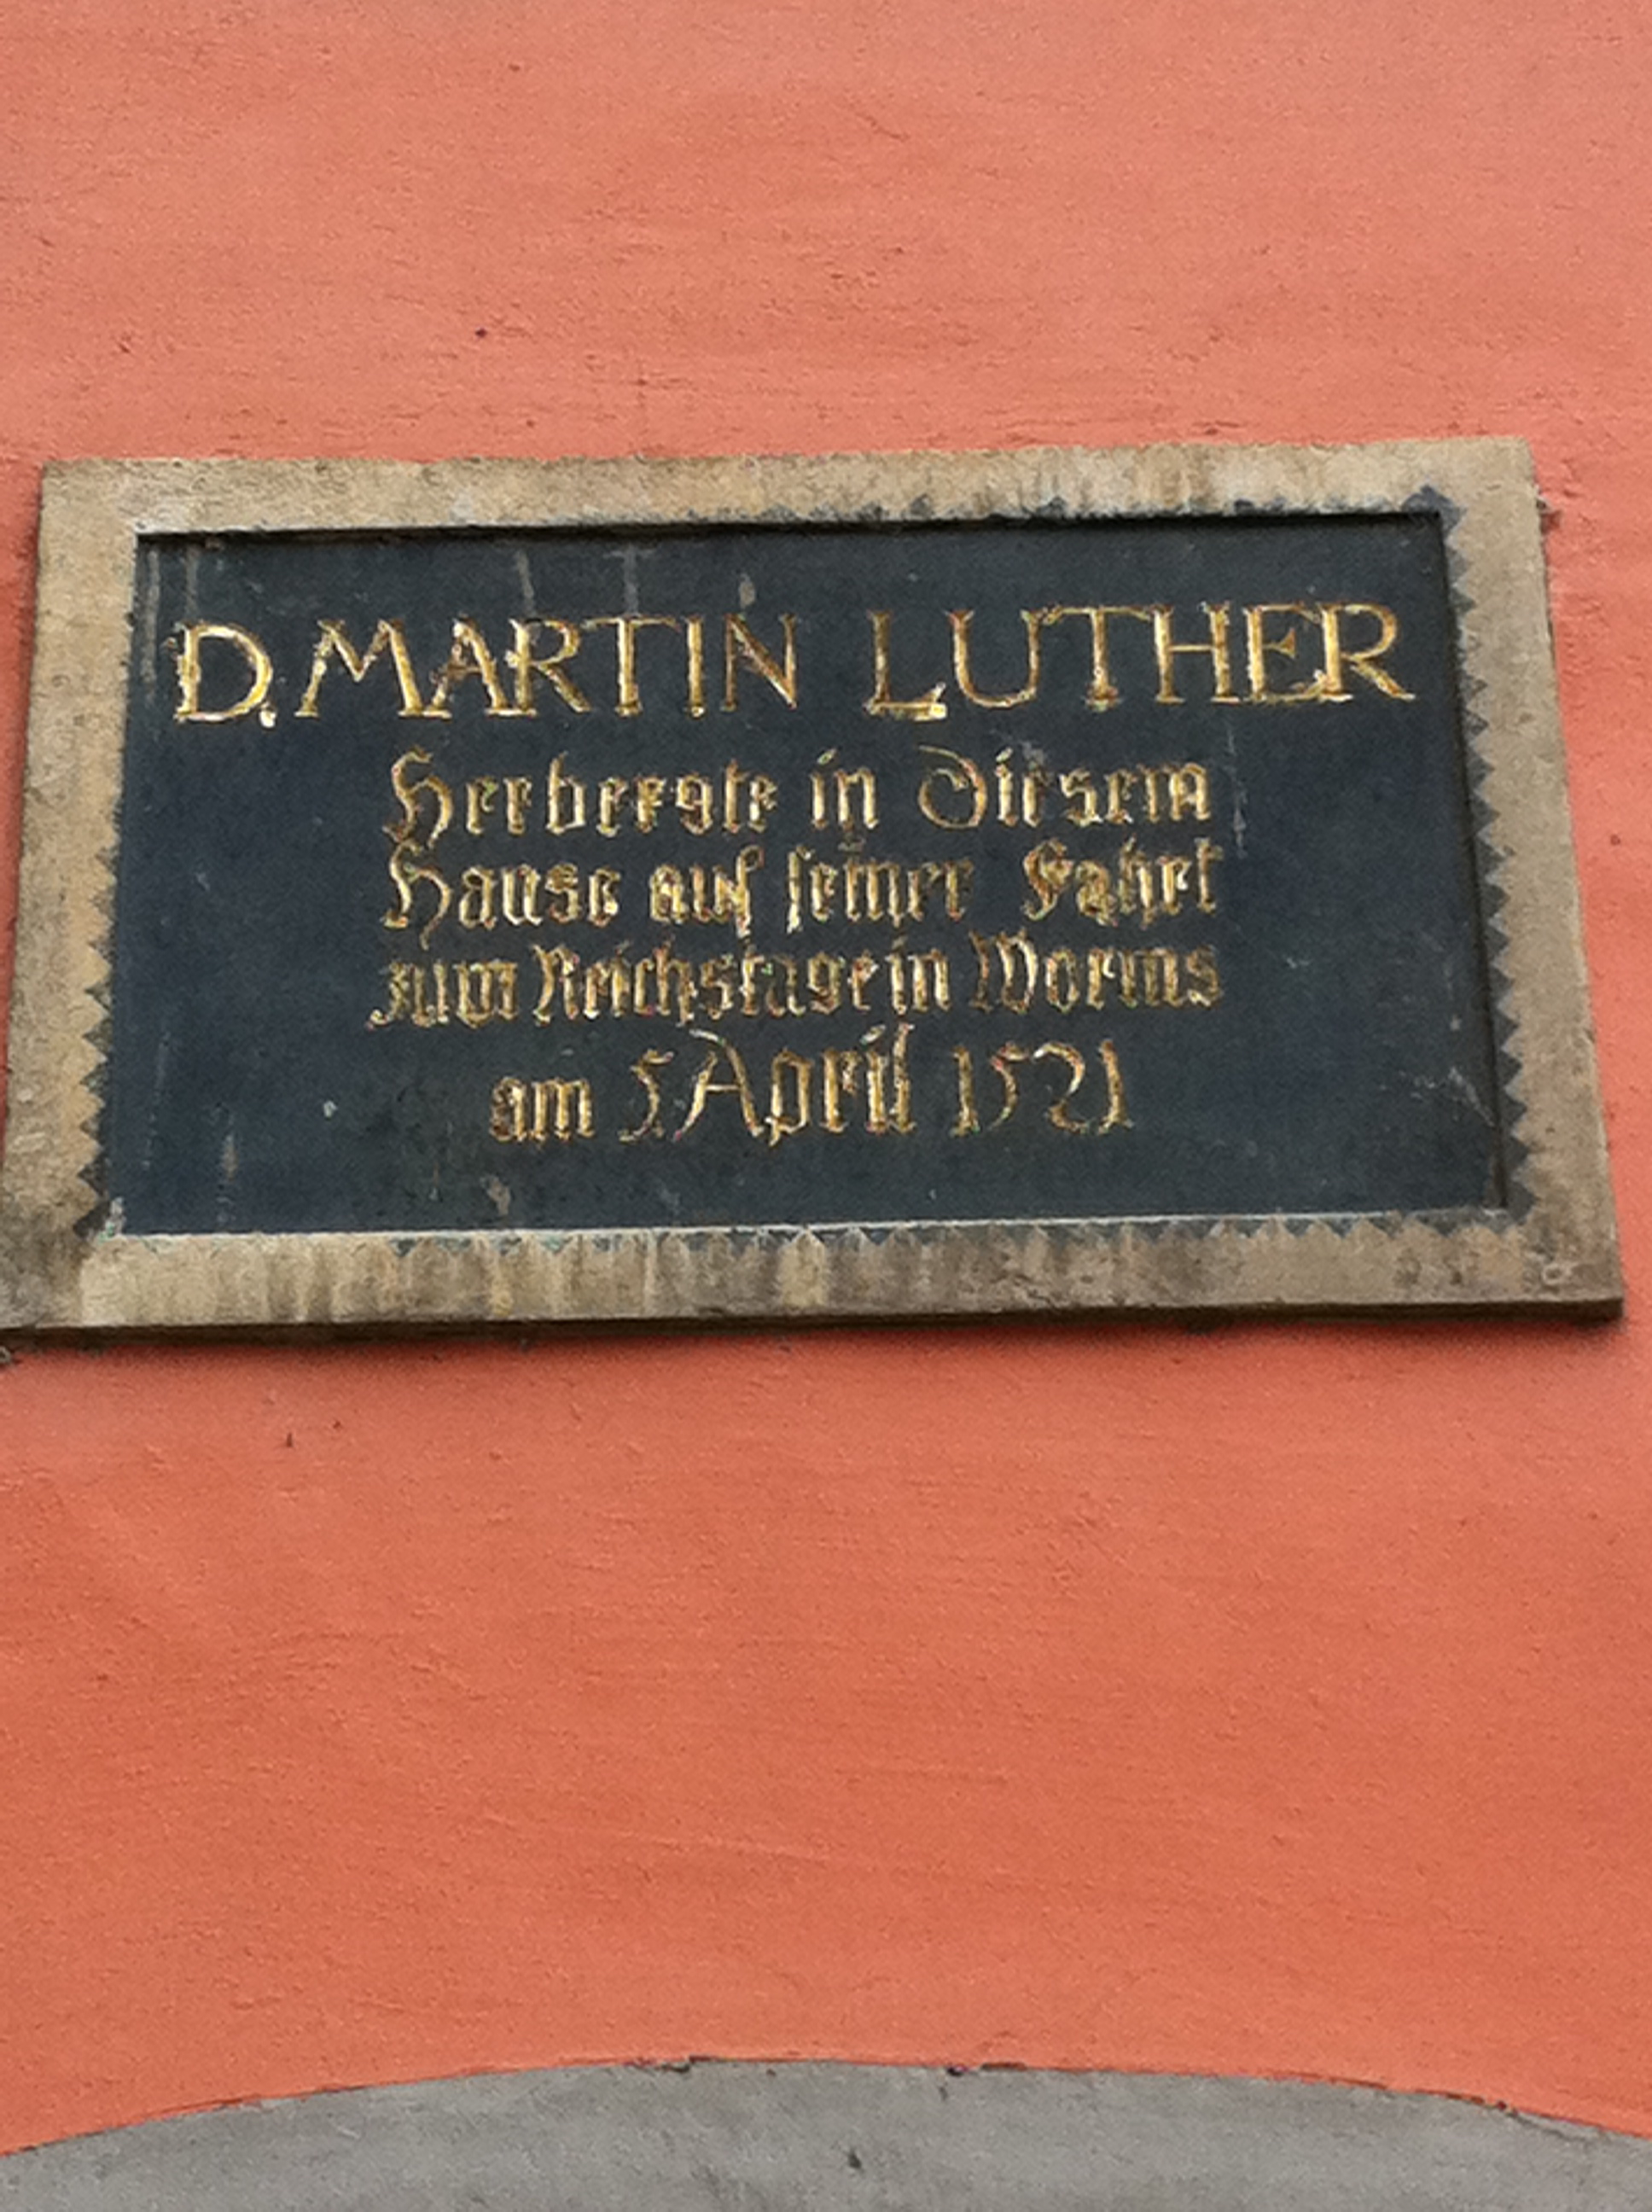 D. MARTIN LUTHER
Herbergte in Diesem
Hause auf seiner Fahrt
zum Reichstage in Worms
am 5. April 1521